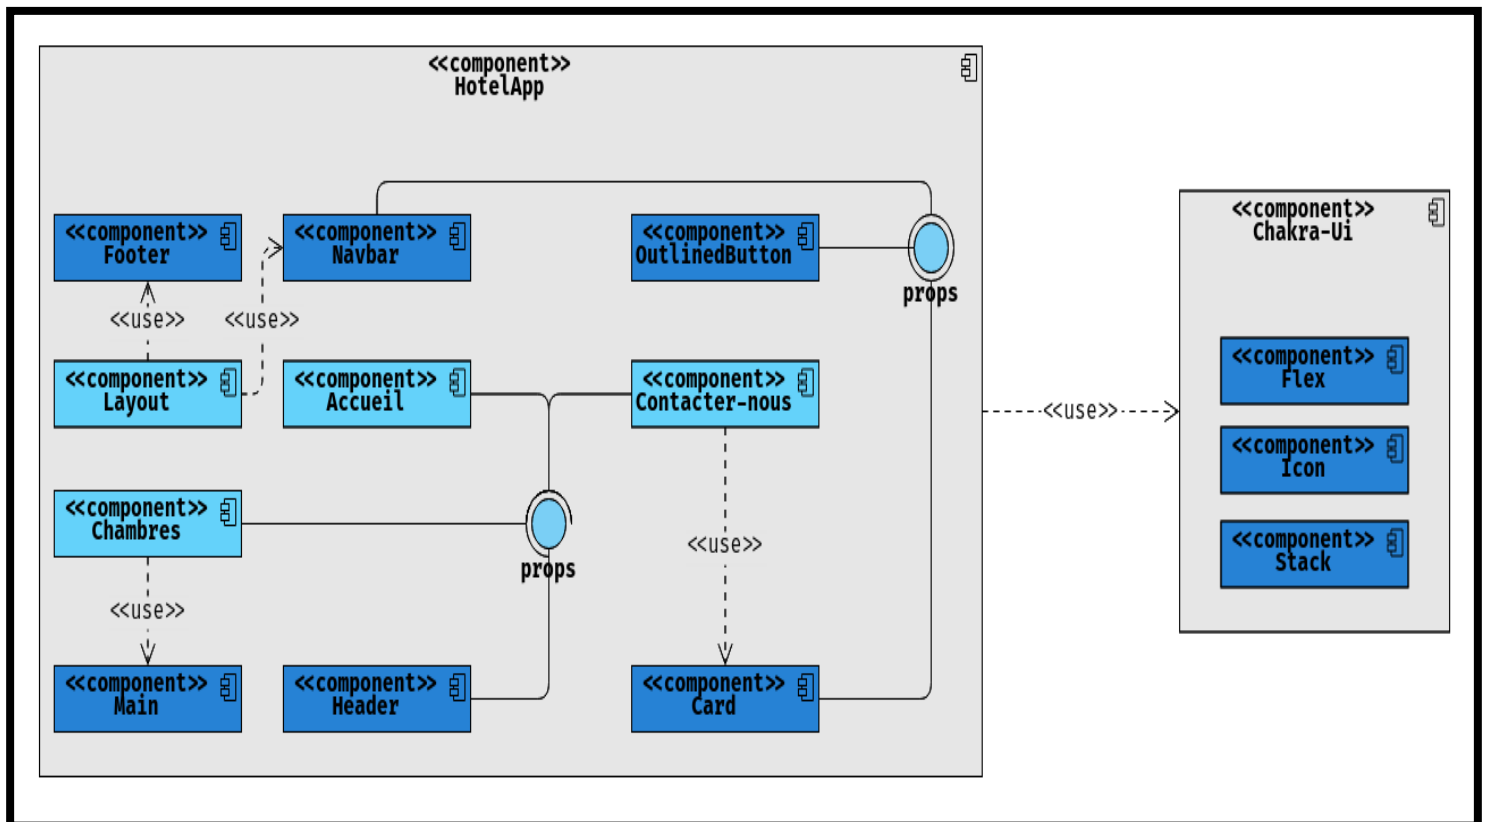 <<component>>
HotelApp
<<component>>
Footer
<<component>>
Navbar
<<component>>
OutlinedButton
props
<<use>>
<<use>>
<<component>>
Layout
<<component>>
Accueil
<<component>>
Contacter-nous
<<component>>
Chambres
props
<<use>>
<<use>>
<<component>>
Main
<<component>>
Header
<<component>>
Card
<<use>>
<<component>>
Chakra-Ui
<<component>>
Flex
<<component>>
Icon
<<component>>
Stack